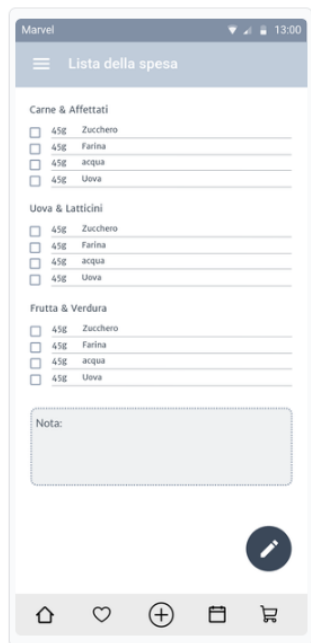 Marvel 13:00
Lista della spesa
Carne & Affettati
45g Zucchero
45g Farina
45g acqua
45g Uova
Uova & Latticini
45g Zucchero
45g Farina
45g acqua
45g Uova
Frutta & Verdura
45g Zucchero
45g Farina
45g acqua
45g Uova
Nota: